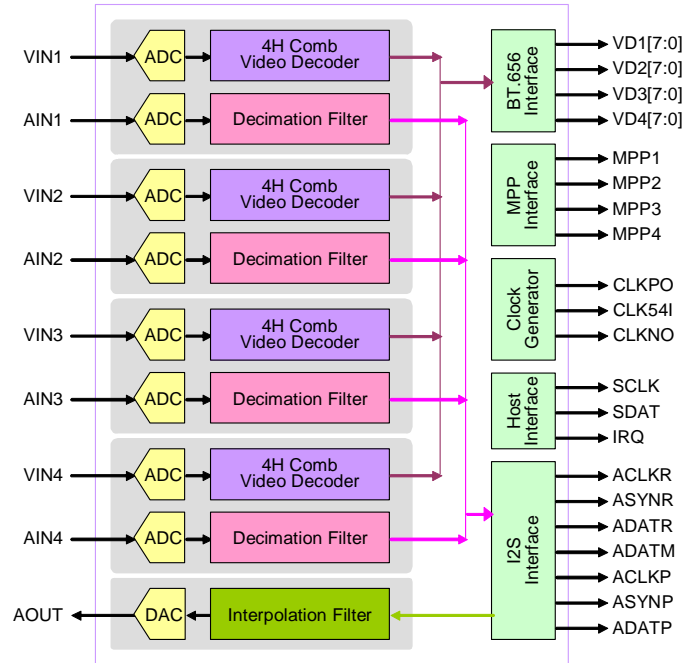 VIN1
ADC
4H Comb
Video Decoder
AIN1
ADC
Decimation Filter
VIN2
ADC
4H Comb
Video Decoder
AIN2
ADC
Decimation Filter
VIN3
ADC
4H Comb
Video Decoder
AIN3
ADC
Decimation Filter
VIN4
ADC
4H Comb
Video Decoder
AIN4
ADC
Decimation Filter
AOUT
DAC
Interpolation Filter
BT.656
Interface
VD1[7:0]
VD2[7:0]
VD3[7:0]
VD4[7:0]
MPP
Interface
MPP1
MPP2
MPP3
MPP4
Clock
Generator
CLKPO
CLK54I
CLKNO
Host
Interface
SCLK
SDAT
IRQ
I2S
Interface
ACLKR
ASYNR
ADATR
ADATM
ACLKP
ASYNP
ADATP